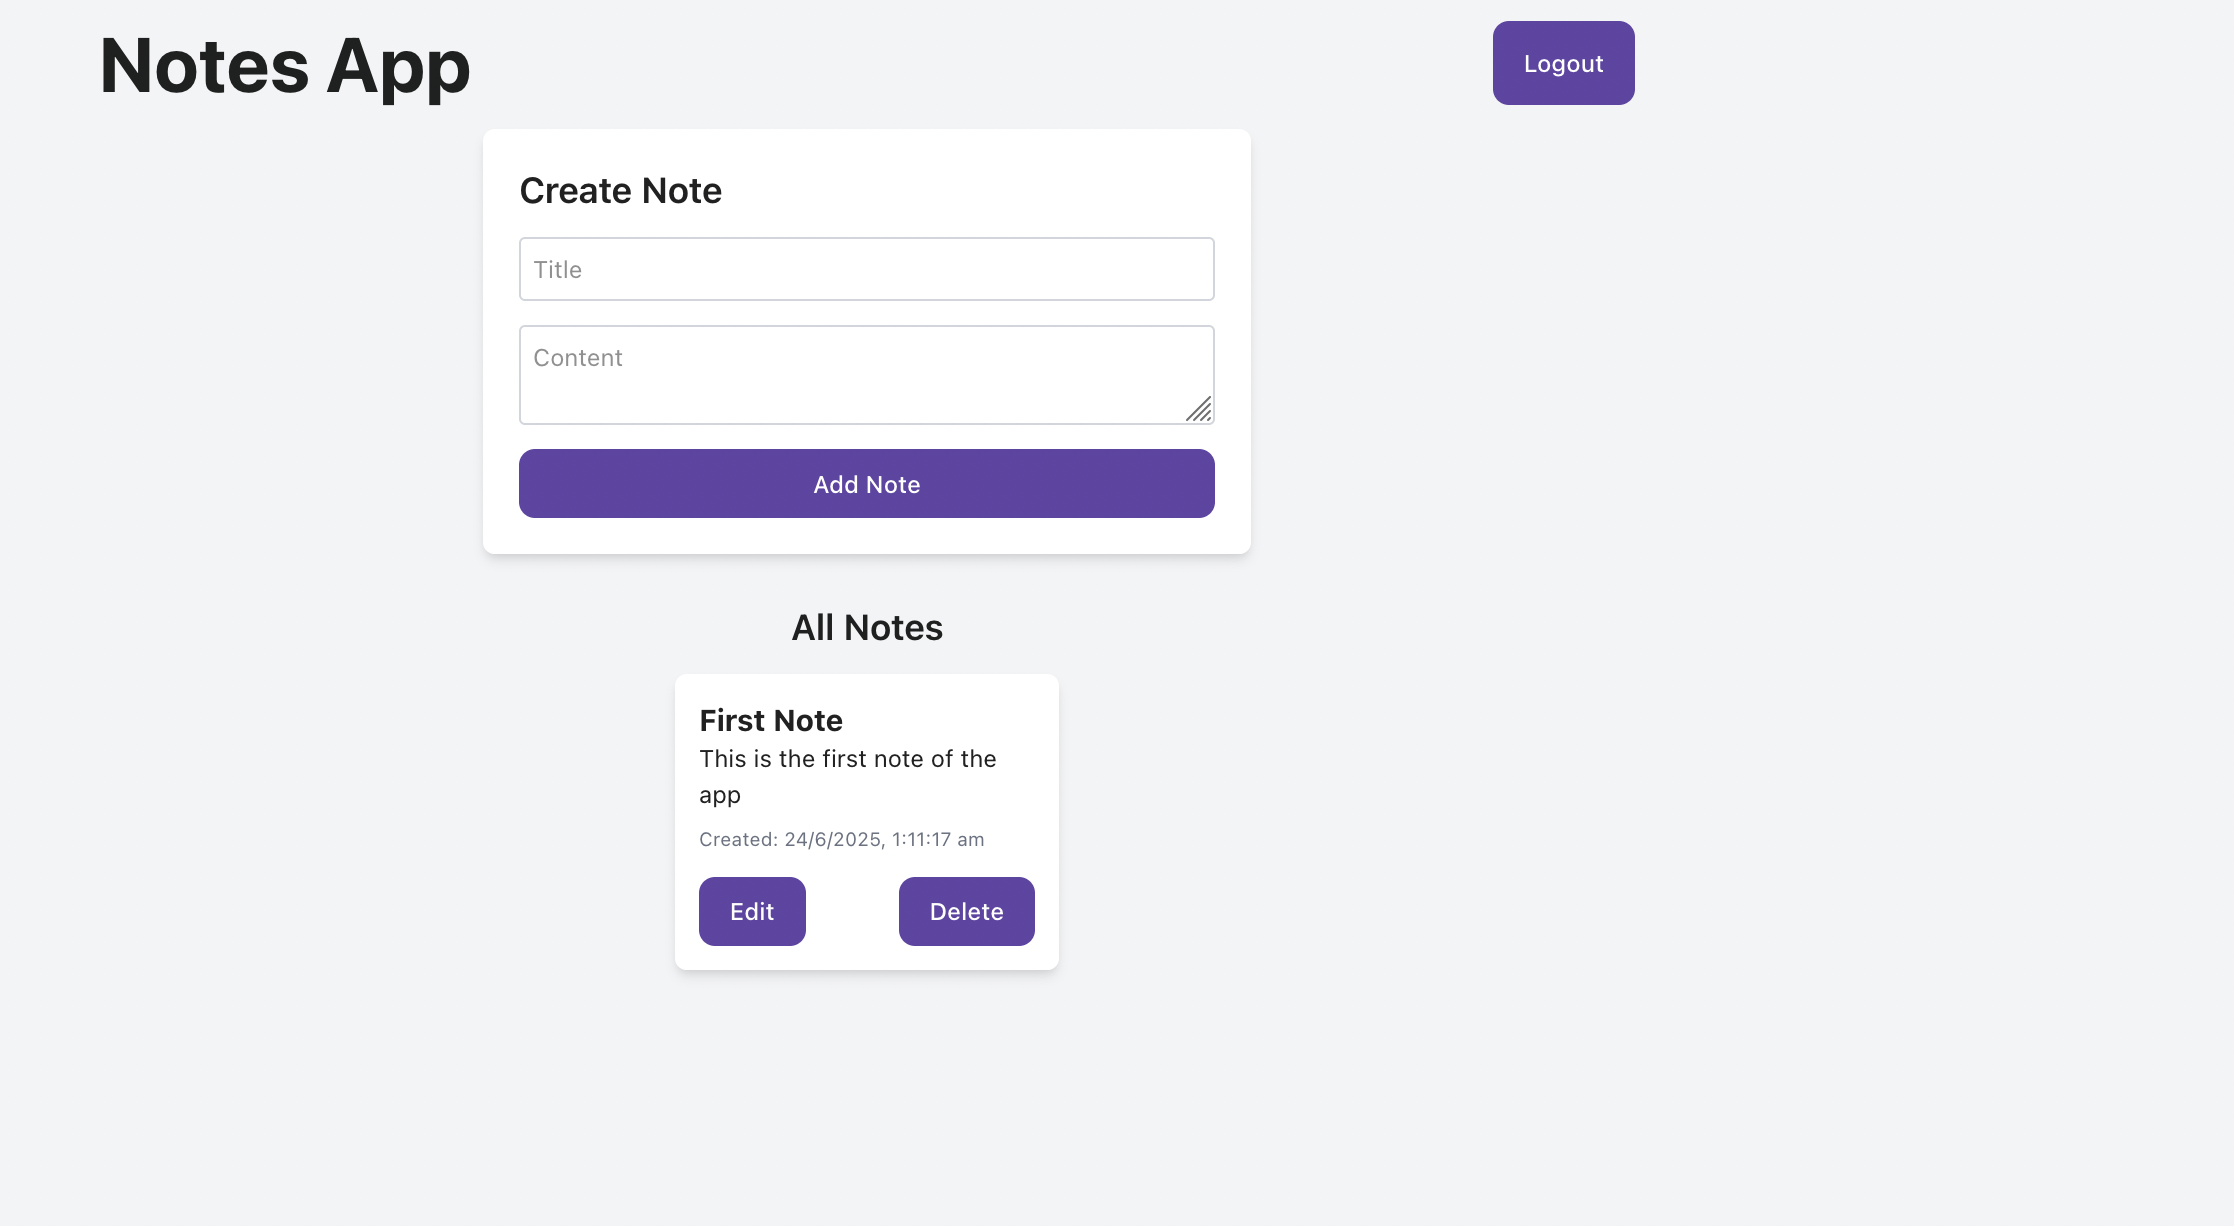 Notes App
Logout
Create Note
Title
Content
Add Note
All Notes
First Note
This is the first note of the
app
Created: 24/6/2025, 1:11:17 am
Edit
Delete